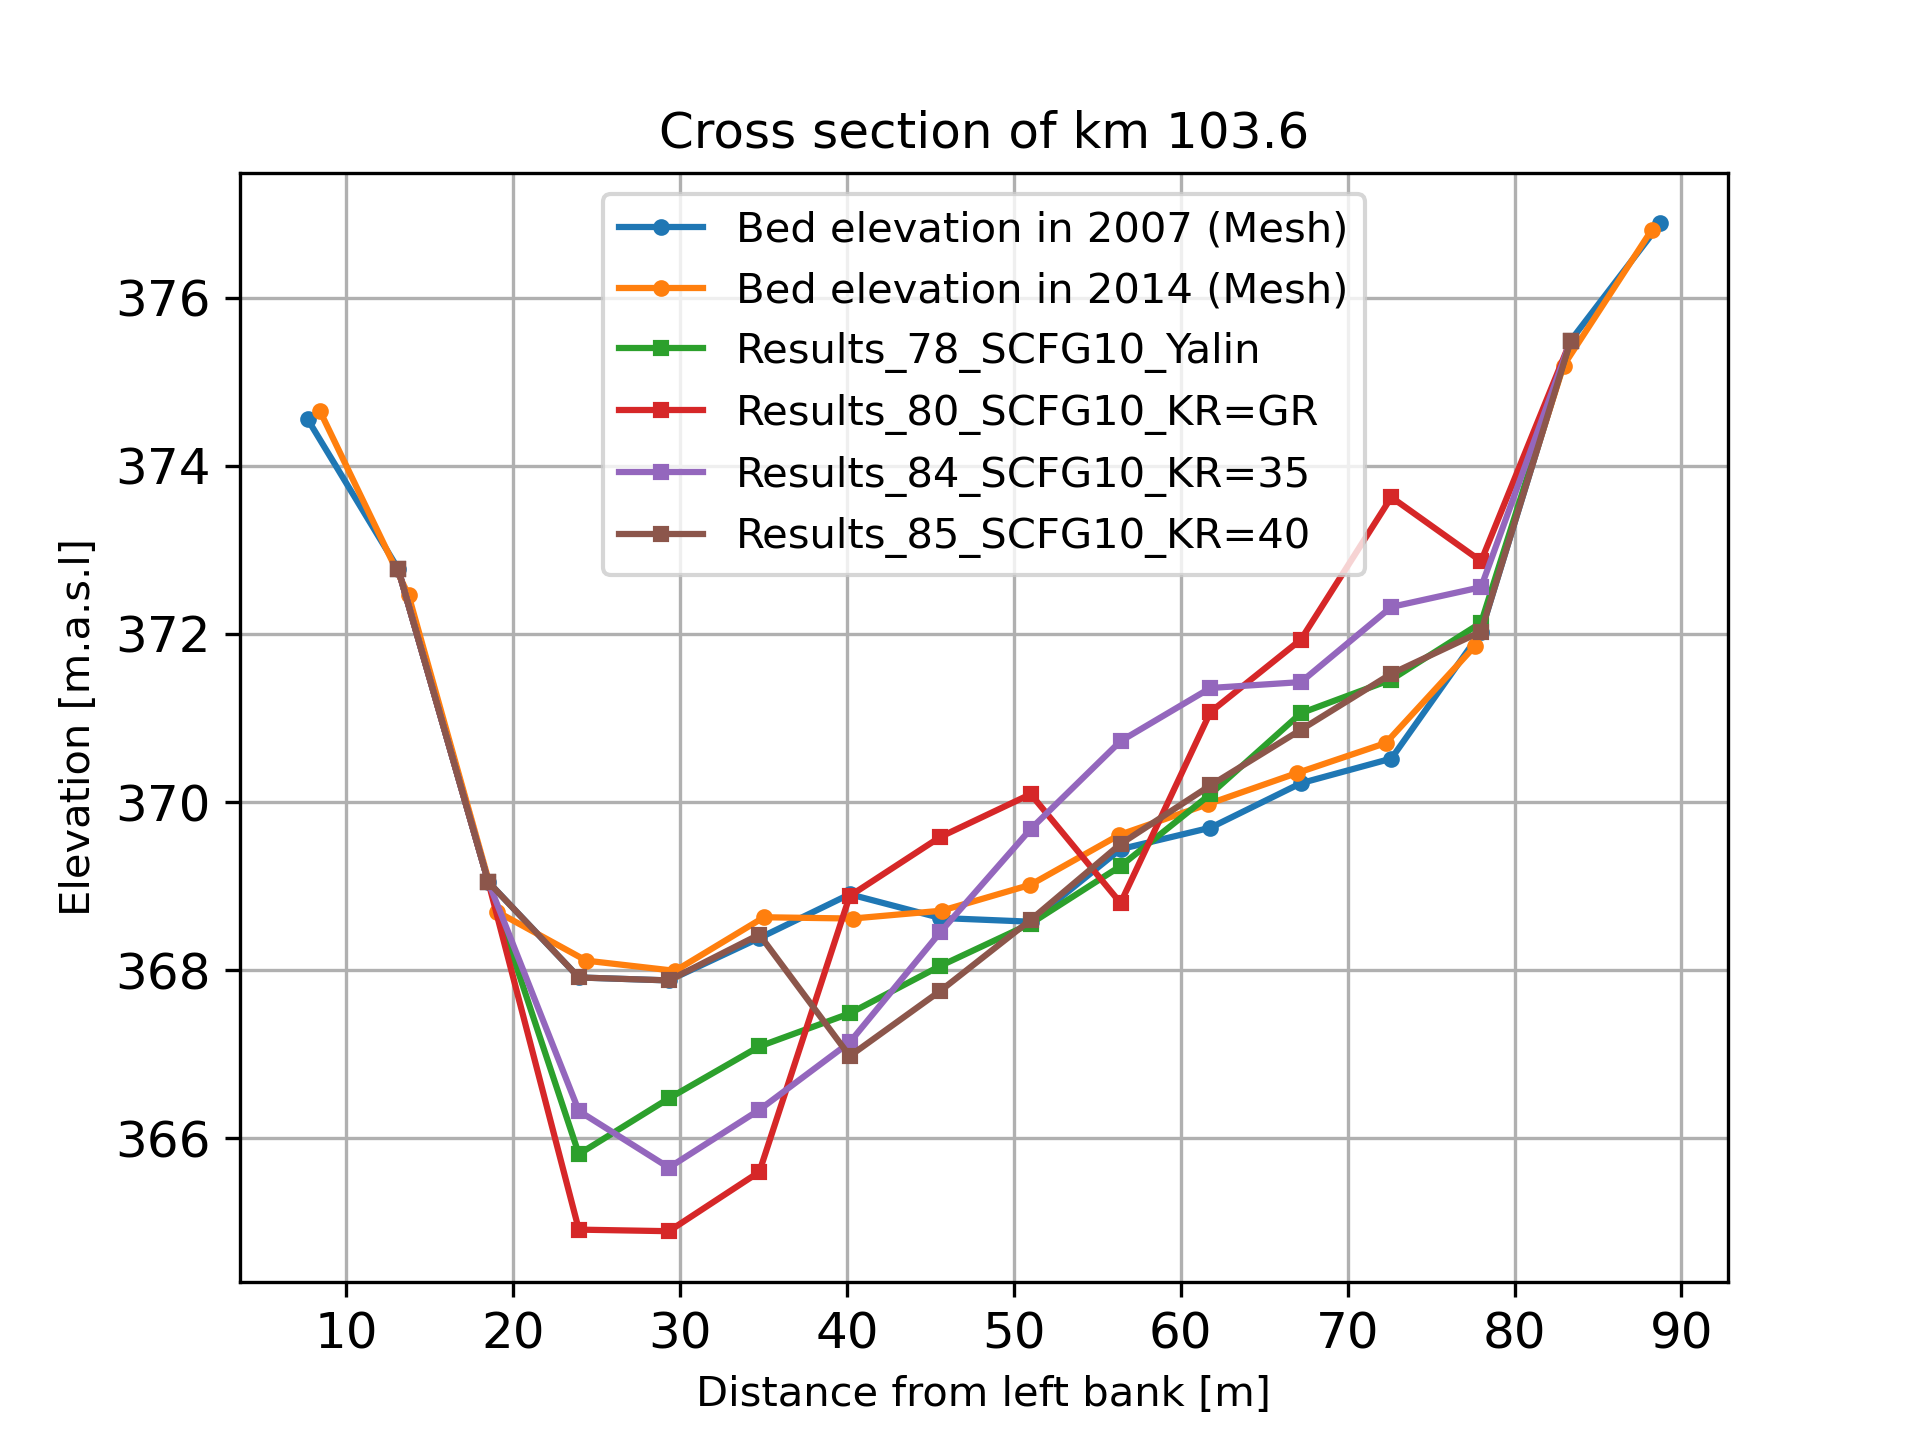 Cross section of km 103.6
Bed elevation in 2007 (Mesh)
Bed elevation in 2014 (Mesh)
Results_78_SCFG10_Yalin
Results_80_SCFG10_KR=GR
Results_84_SCFG10_KR=35
Results_85_SCFG10_KR=40
Elevation [m.a.s.l]
376
374
372
370
368
366
10 20 30 40 50 60 70 80 90
Distance from left bank [m]